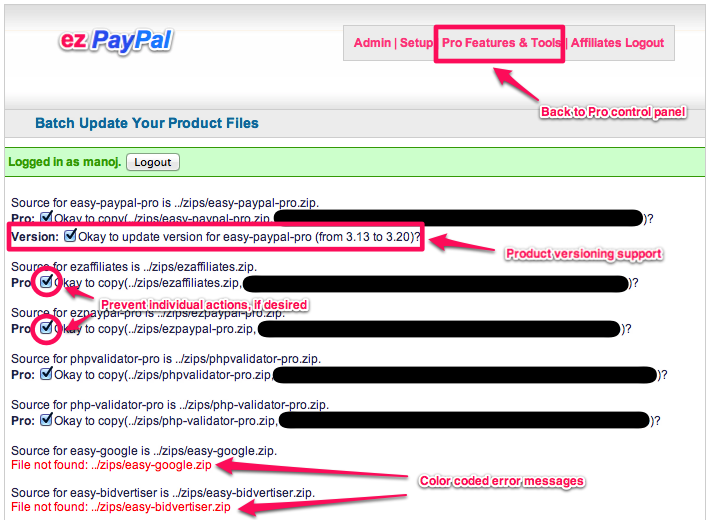 ez PayPal
Admin | Setup | Pro Features & Tools | Affiliates Logout
Back to Pro control panel
Batch Update Your Product Files
Logged in as manoj. Logout
Source for easy-paypal-pro is ../zips/easy-paypal-pro.zip.
Pro: Okay to copy(../zips/easy-paypal-pro.zip, )?
Version: Okay to update version for easy-paypal-pro (from 3.13 to 3.20)?
Product versioning support
Source for ezaffiliates is ../zips/ezaffiliates.zip.
Pro: Okay to copy(../zips/ezaffiliates.zip, )?
Prevent individual actions, if desired
Source for ezpaypal-pro is ../zips/ezpaypal-pro.zip.
Pro: Okay to copy(../zips/ezpaypal-pro.zip, )?
Source for phpvalidator-pro is ../zips/phpvalidator-pro.zip.
Pro: Okay to copy(../zips/phpvalidator-pro.zip, )?
Source for php-validator-pro is ../zips/php-validator-pro.zip.
Pro: Okay to copy(../zips/php-validator-pro.zip, )?
Source for easy-google is ../zips/easy-google.zip.
File not found: ../zips/easy-google.zip
Color coded error messages
Source for easy-bidvertiser is ../zips/easy-bidvertiser.zip.
File not found: ../zips/easy-bidvertiser.zip